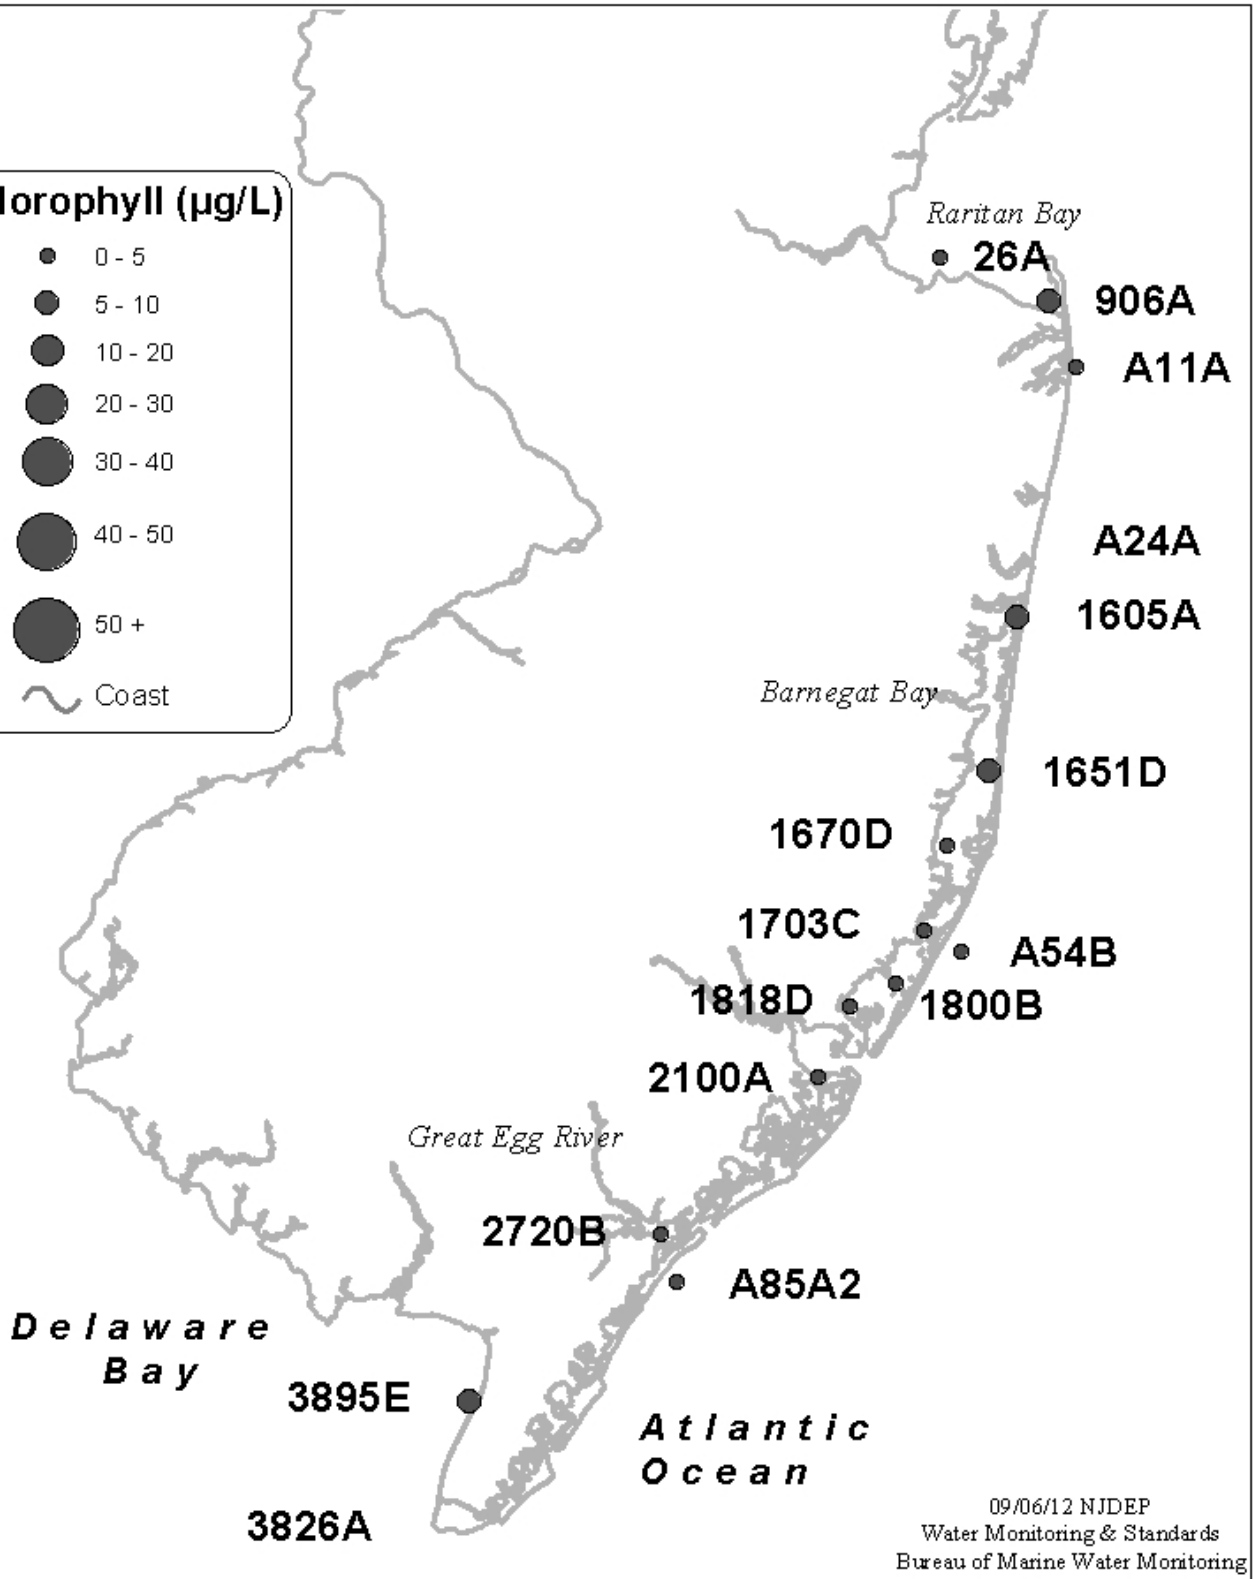 lorophyll (µg/L)
0 - 5
5 - 10
10 - 20
20 - 30
30 - 40
40 - 50
50 +
Coast
Raritan Bay
26A
906A
A11A
A24A
1605A
Barnegat Bay
1651D
1670D
1703C
A54B
1818D
1800B
2100A
Great Egg River
2720B
A85A2
Delaware
Bay
3895E
Atlantic
Ocean
3826A
09/06/12 NJDEP
Water Monitoring & Standards
Bureau of Marine Water Monitoring